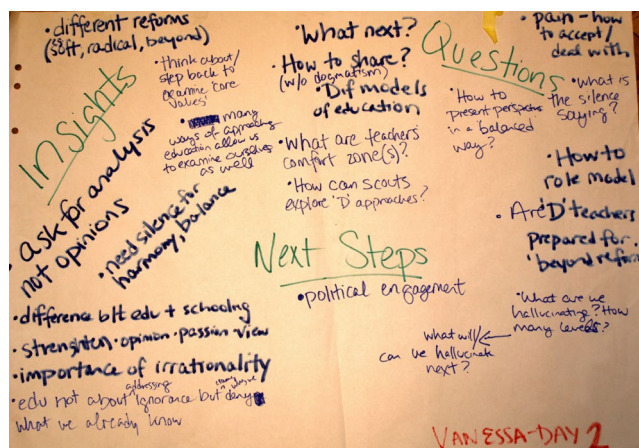 Insights
• different reforms
(soft, radical, beyond)
• think about/
step back to
examine 'core
values'
• many
ways of approaching
education allow us
to examine ourselves
as well
• ask for analysis
not opinions
• need silence for
harmony, balance
• difference btt edu + schooling
• strenghten • opinion • passion • view
• importance of irrationality
• edu not about addressing ignorance but deny
what we already know
Questions
• What next?
• How to share?
(w/o dogmatism)
• Dif models
of education
• What are teachers
comfort zone(s)?
• How can scouts
explore 'D' approaches?
• How to
present perspectives
in a balanced
way?
• pain - how
to accept/
deal with
• what is
the silence
saying?
• How to
role model
• Are 'D' teachers
prepared for
'beyond reform'
• What are we
hallucinating? How
many levels?
what will/
can we hallucinate
next?
Next Steps
• political engagement
VANESSA-DAY 2